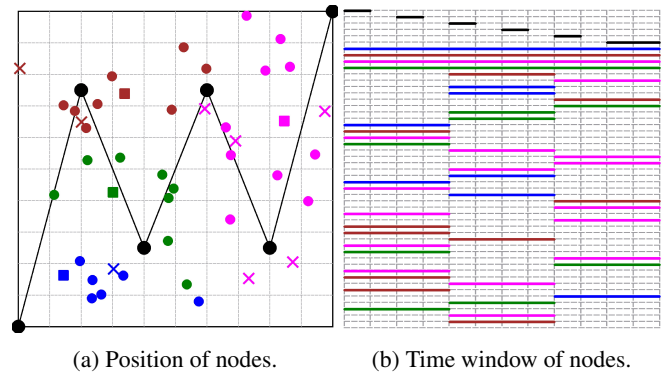 (a) Position of nodes.
(b) Time window of nodes.